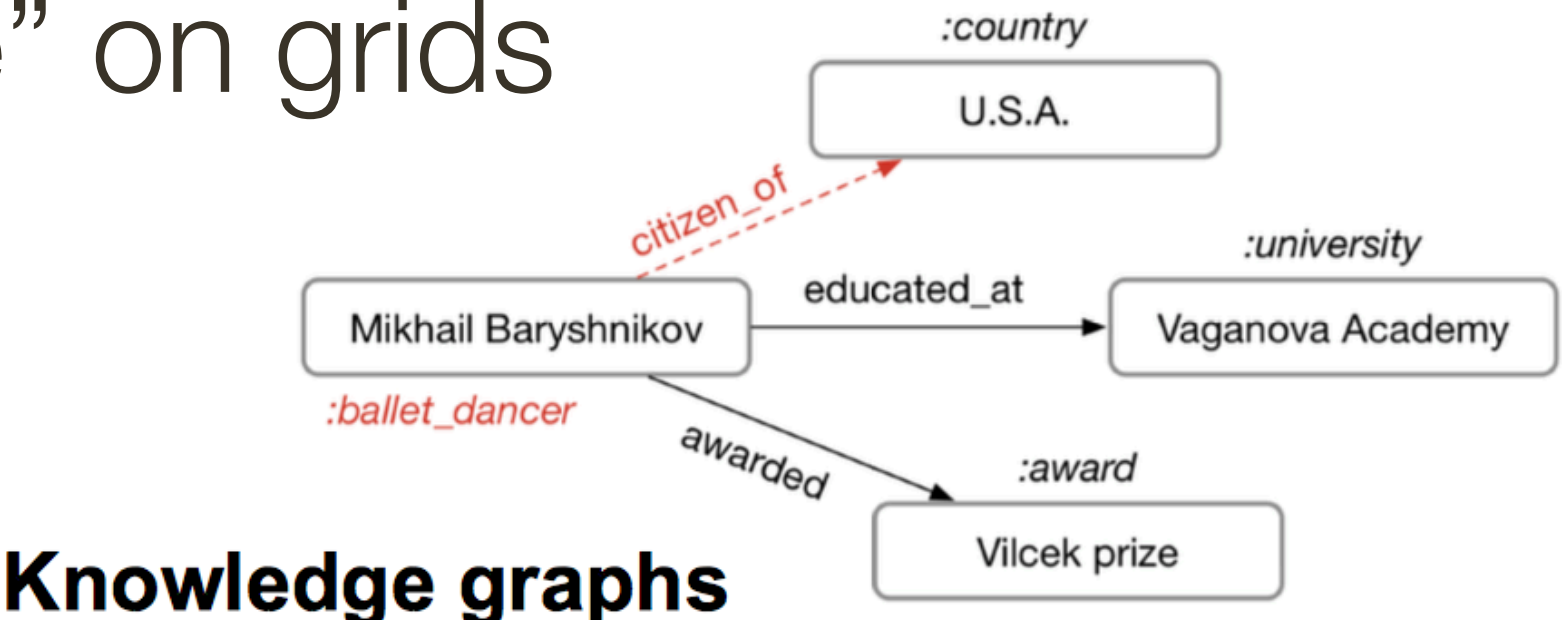 e” on grids
:country
U.S.A.
citizen_of
:university
educated_at
Mikhail Baryshnikov
Vaganova Academy
:ballet_dancer
awarded
:award
Vilcek prize
Knowledge graphs